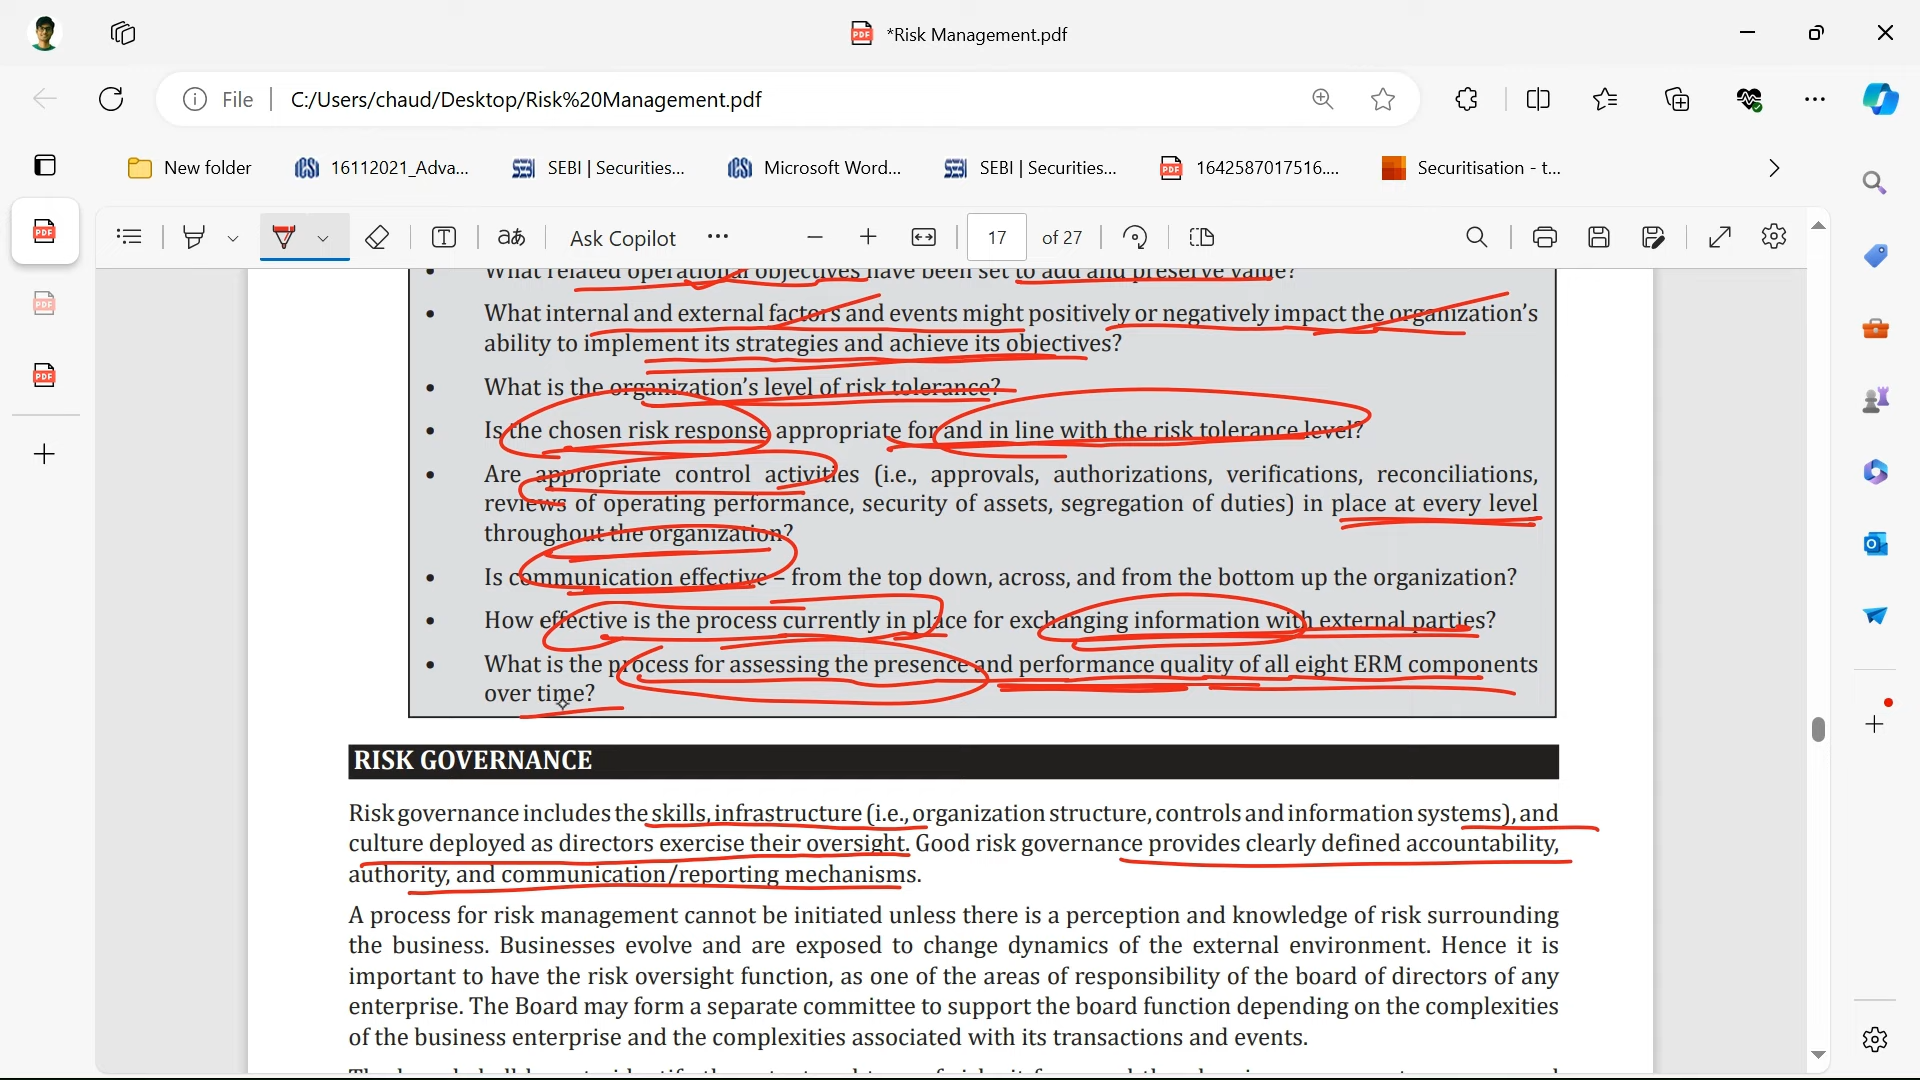 *Risk Management.pdf
File
C:/Users/chaud/Desktop/Risk%20Management.pdf
New folder
16112021_Adva...
SEBI | Securities...
Microsoft Word...
SEBI | Securities...
1642587017516....
Securitisation - t...
Ask Copilot
17 of 27
What related operational objectives have been set to add and preserve value?
• What internal and external factors and events might positively or negatively impact the organization's
ability to implement its strategies and achieve its objectives?
• What is the organization's level of risk tolerance?
• Is the chosen risk response appropriate for and in line with the risk tolerance level?
• Are appropriate control activities (i.e., approvals, authorizations, verifications, reconciliations,
reviews of operating performance, security of assets, segregation of duties) in place at every level
throughout the organization?
• Is communication effective – from the top down, across, and from the bottom up the organization?
• How effective is the process currently in place for exchanging information with external parties?
• What is the process for assessing the presence and performance quality of all eight ERM components
over time?
RISK GOVERNANCE
Risk governance includes the skills, infrastructure (i.e., organization structure, controls and information systems), and
culture deployed as directors exercise their oversight. Good risk governance provides clearly defined accountability,
authority, and communication/reporting mechanisms.
A process for risk management cannot be initiated unless there is a perception and knowledge of risk surrounding
the business. Businesses evolve and are exposed to change dynamics of the external environment. Hence it is
important to have the risk oversight function, as one of the areas of responsibility of the board of directors of any
enterprise. The Board may form a separate committee to support the board function depending on the complexities
of the business enterprise and the complexities associated with its transactions and events.